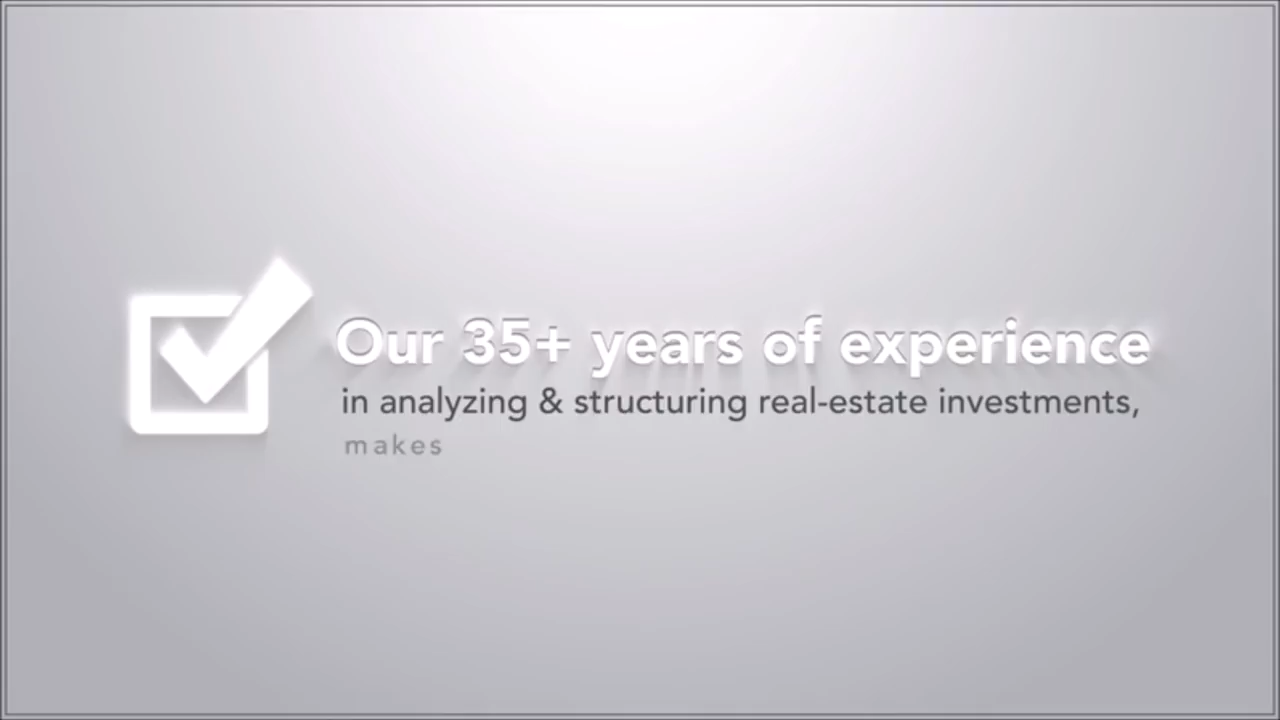 Our 35+ years of experience
in analyzing & structuring real-estate investments,
makes